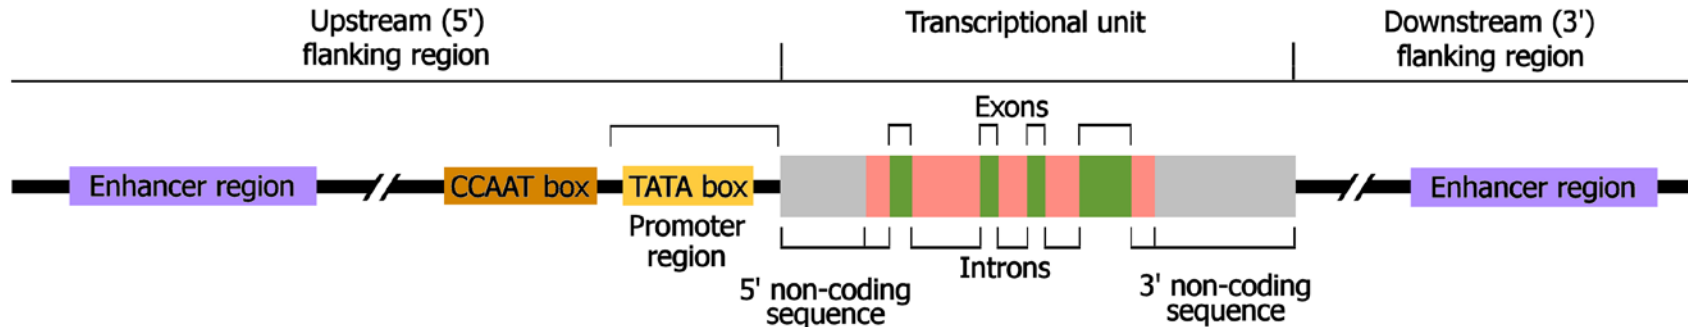 Upstream (5')
flanking region
Transcriptional unit
Downstream (3')
flanking region
Exons
Enhancer region
CCAAT box
TATA box
Enhancer region
Promoter
region
Introns
5' non-coding
sequence
3' non-coding
sequence